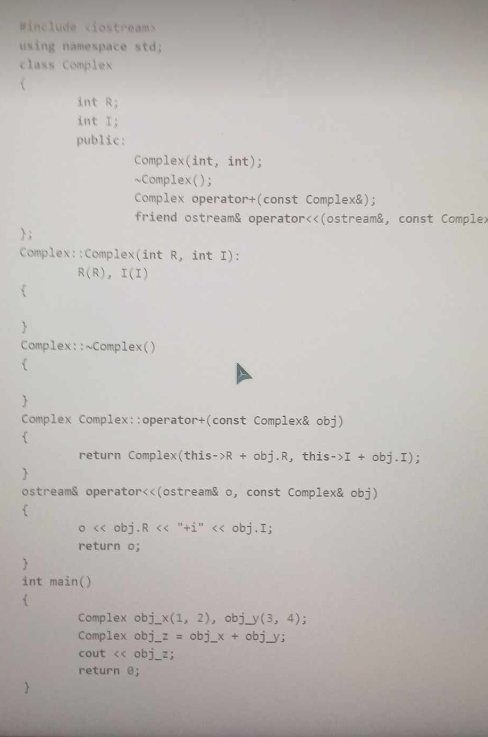 #include <iostream>
using namespace std;
class Complex
{
int R;
int I;
public:
Complex(int, int);
~Complex();
Complex operator+(const Complex&);
friend ostream& operator<<(ostream&, const Complex
};
Complex::Complex(int R, int I):
R(R), I(I)
{
}
Complex::~Complex()
{
}
Complex Complex::operator+(const Complex& obj)
{
return Complex(this->R + obj.R, this->I + obj.I);
}
ostream& operator<<(ostream& o, const Complex& obj)
{
o << obj.R << "+i" << obj.I;
return o;
}
int main()
{
Complex obj_x(1, 2), obj_y(3, 4);
Complex obj_z = obj_x + obj_y;
cout << obj_z;
return 0;
}